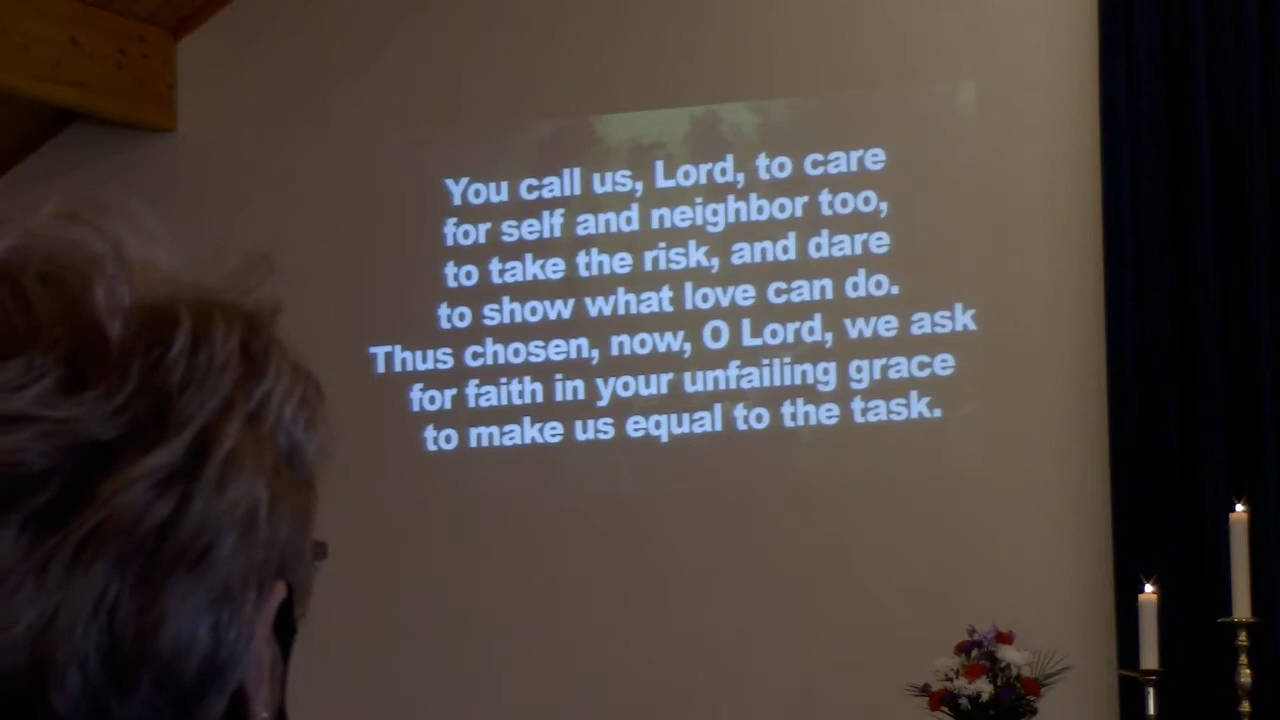 You call us, Lord, to care
for self and neighbor too,
to take the risk, and dare
to show what love can do.
Thus chosen, now, O Lord, we ask
for faith in your unfailing grace
to make us equal to the task.